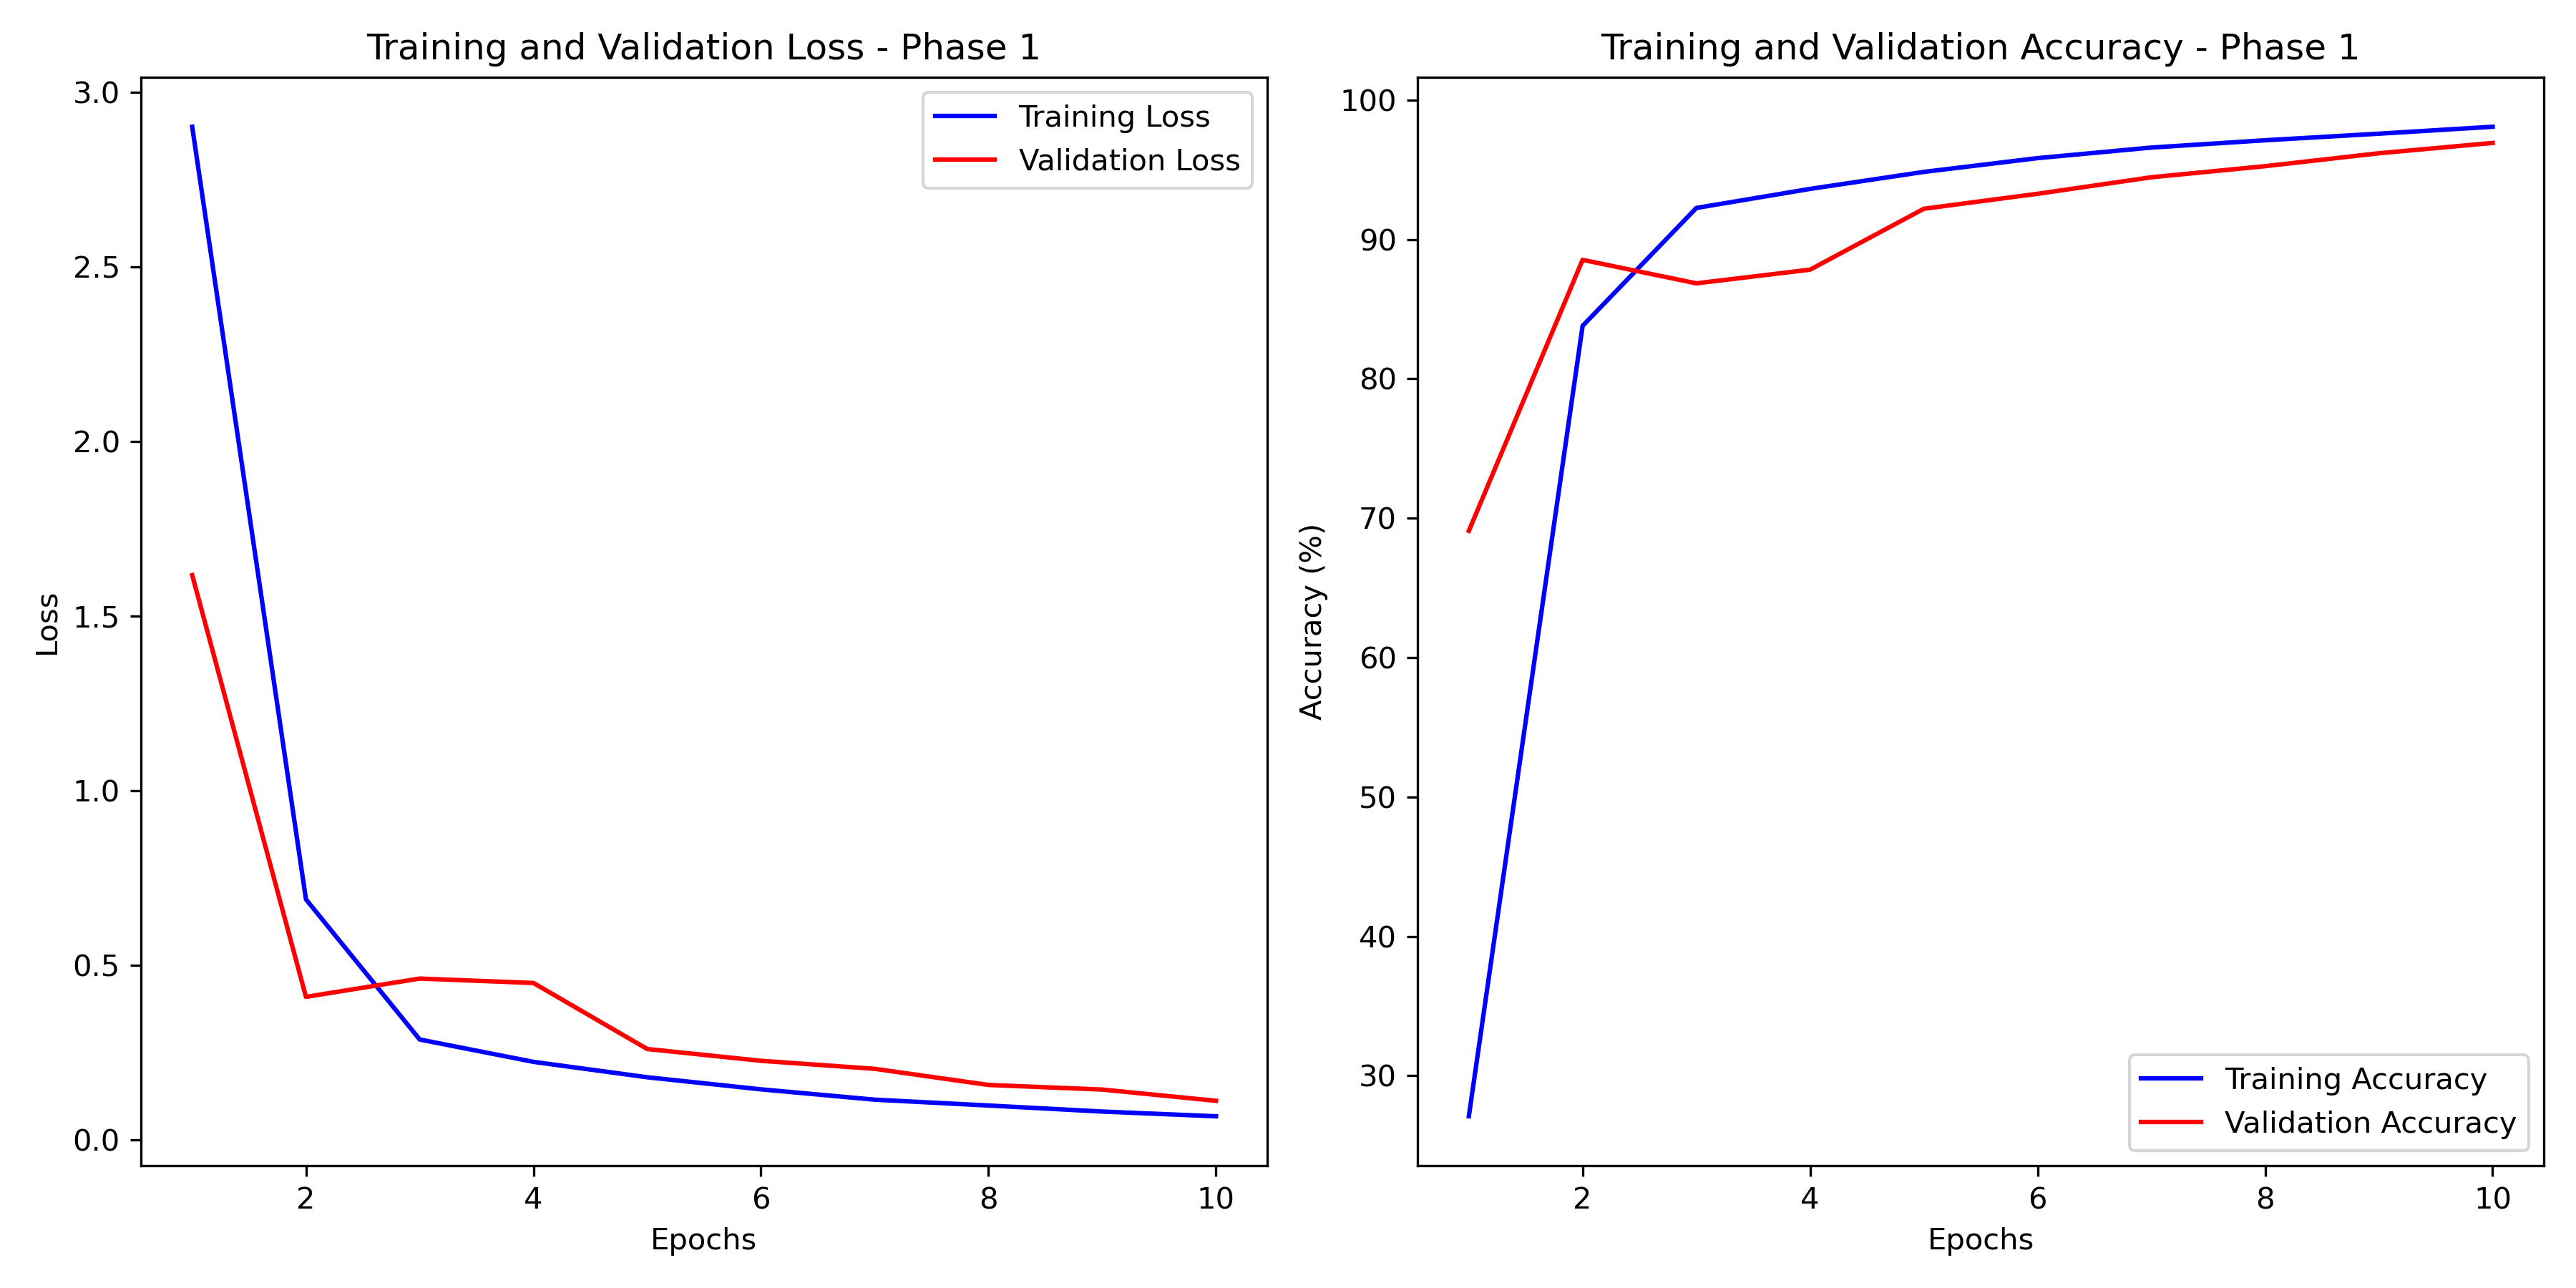 Training and Validation Loss - Phase 1
Training Loss
Validation Loss
3.0
2.5
2.0
1.5
1.0
0.5
0.0
Loss
2 4 6 8 10
Epochs
Training and Validation Accuracy - Phase 1
100
90
80
70
60
50
40
30
Accuracy (%)
Training Accuracy
Validation Accuracy
2 4 6 8 10
Epochs